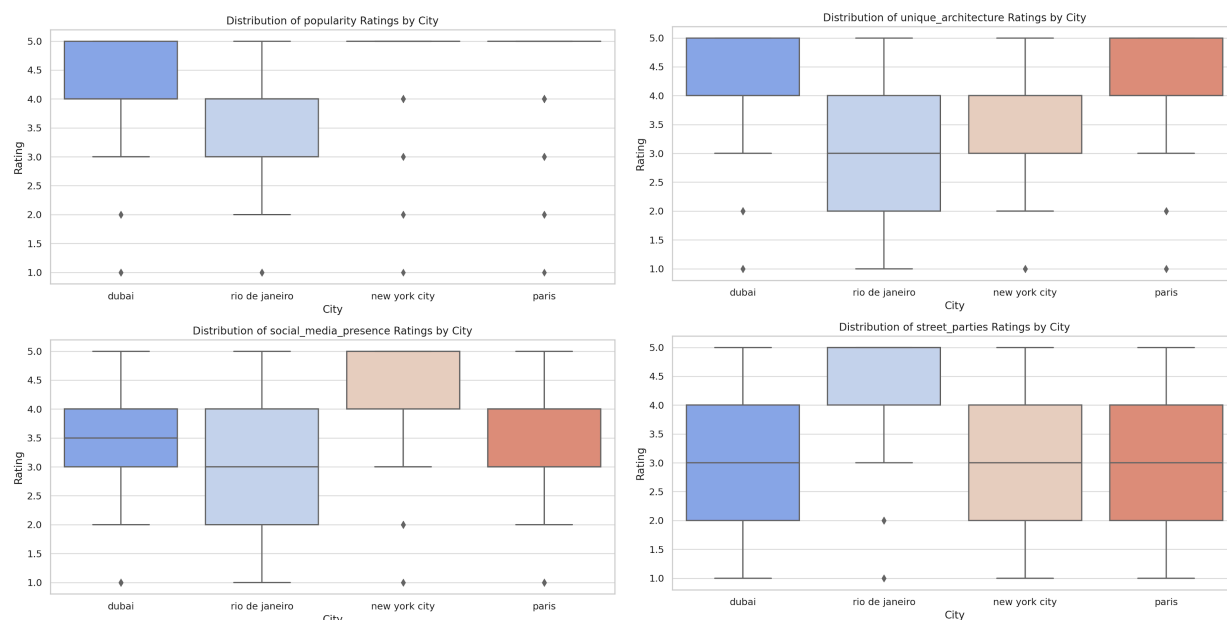 Distribution of popularity Ratings by City
5.0
4.5
4.0
3.5
3.0
2.5
2.0
1.5
1.0
Rating
dubai rio de janeiro new york city paris
City
Distribution of unique_architecture Ratings by City
5.0
4.5
4.0
3.5
3.0
2.5
2.0
1.5
1.0
Rating
dubai rio de janeiro new york city paris
City
Distribution of social_media_presence Ratings by City
5.0
4.5
4.0
3.5
3.0
2.5
2.0
1.5
1.0
Rating
dubai rio de janeiro new york city paris
City
Distribution of street_parties Ratings by City
5.0
4.5
4.0
3.5
3.0
2.5
2.0
1.5
1.0
Rating
dubai rio de janeiro new york city paris
City